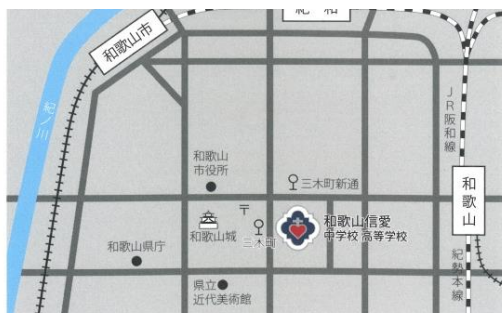 紀和
和歌山市
紀ノ川
JR阪和線
和歌山
市役所
三木町新通
和歌山
〒
和歌山城
三木町
和歌山信愛
中学校 高等学校
和歌山県庁
県立
近代美術館
紀勢本線